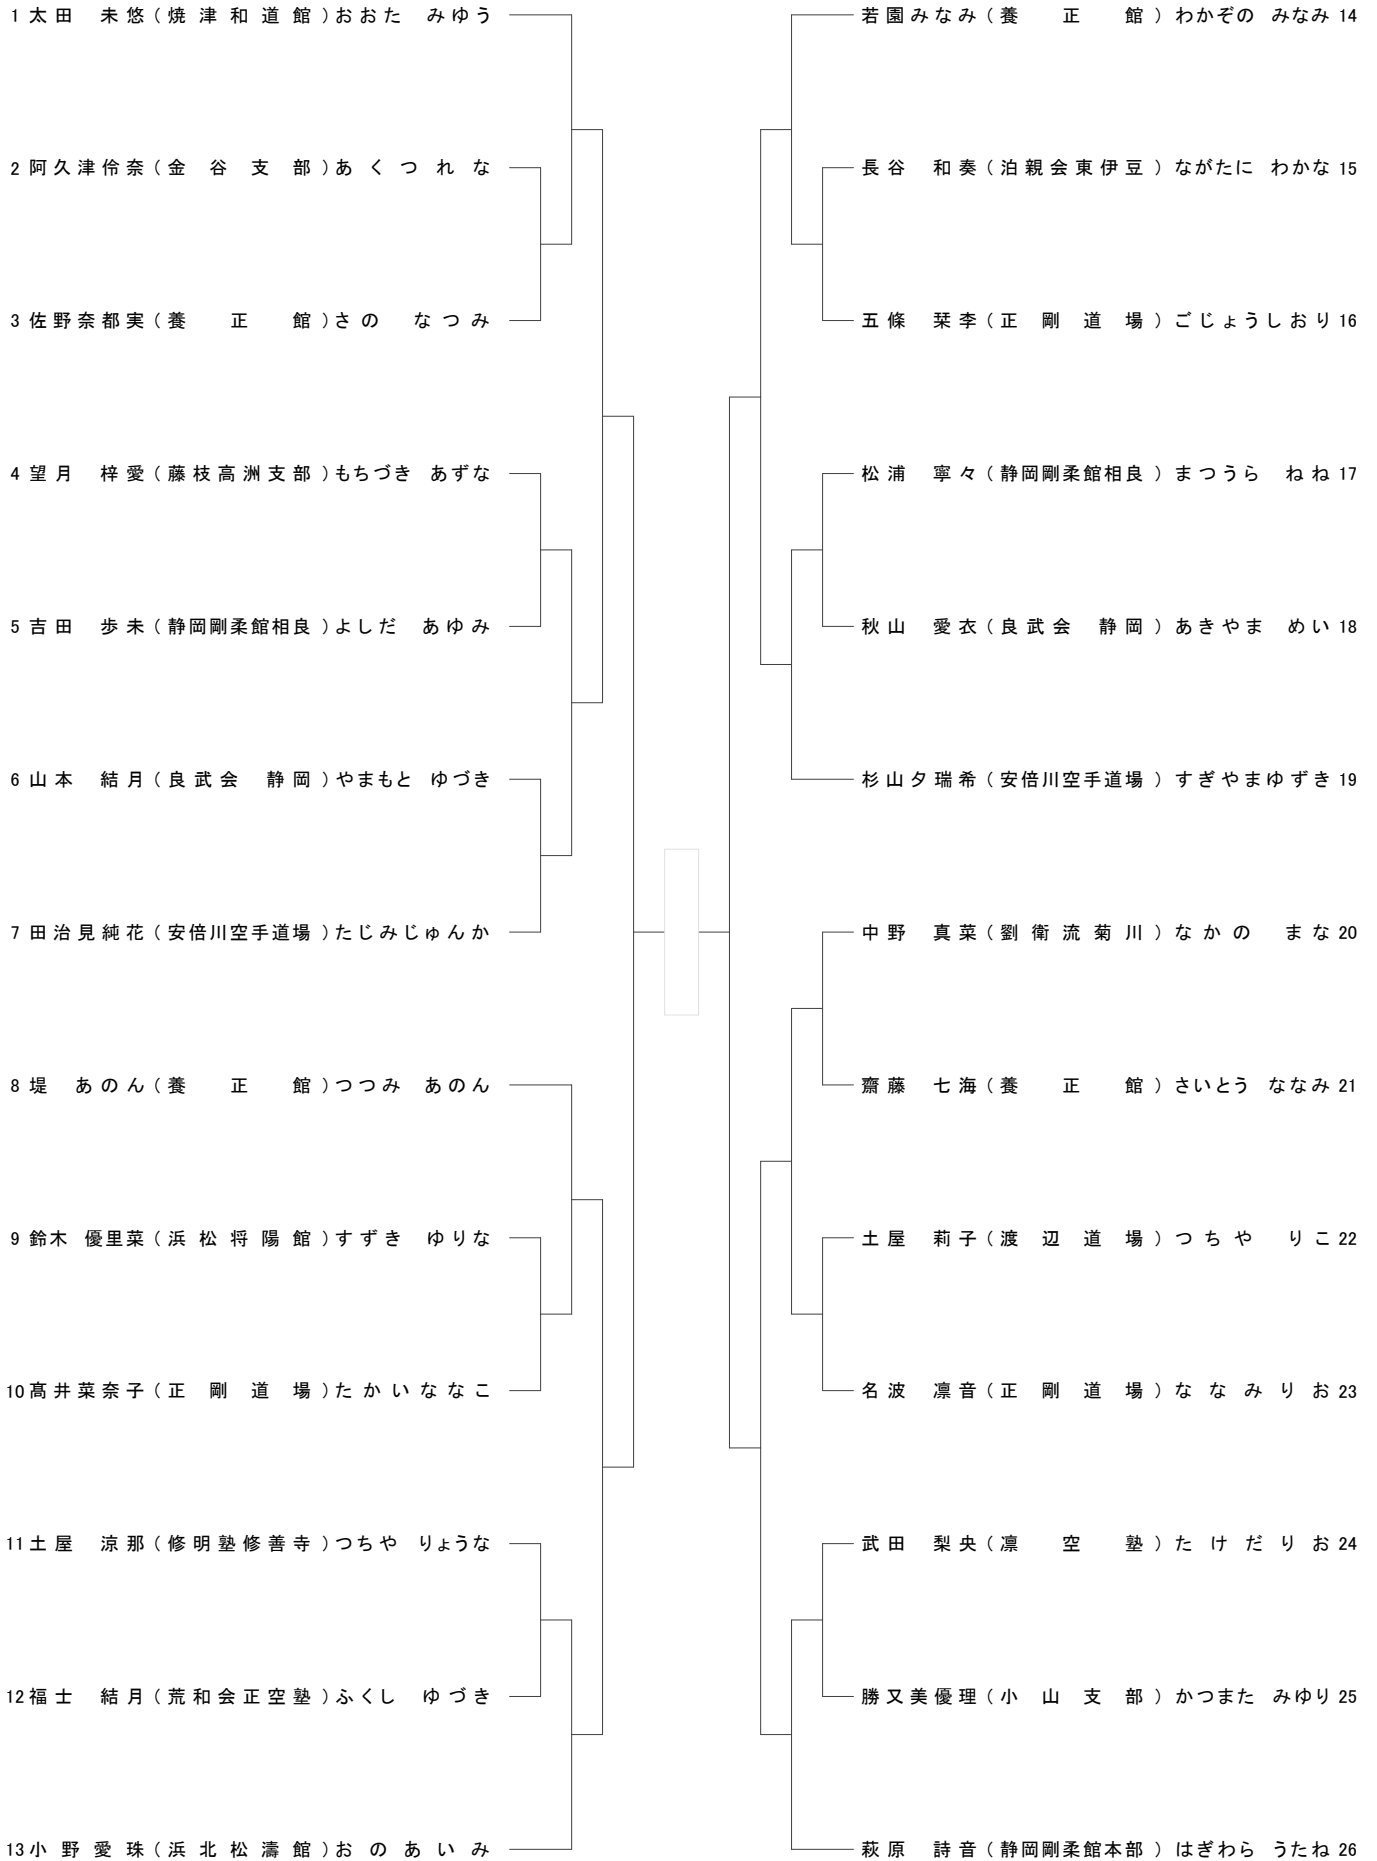 1 太田 未悠 (焼津和道館) おおた みゆう
2 阿久津伶奈 (金谷支部) あくつれな
3 佐野奈都実 (養正館) さの なつみ
4 望月 梓愛 (藤枝高洲支部) もちづき あずな
5 吉田 歩未 (静岡剛柔館相良) よしだ あゆみ
6 山本 結月 (良武会 静岡) やまもと ゆづき
7 田治見純花 (安倍川空手道場) たじみじゅんか
8 堤 あのん (養正館) つつみ あのん
9 鈴木 優里菜 (浜松将陽館) すずき ゆりな
10 髙井菜奈子 (正剛道場) たかいななこ
11 土屋 涼那 (修明塾修善寺) つちや りょうな
12 福士 結月 (荒和会正空塾) ふくし ゆづき
13 小野愛珠 (浜北松濤館) おのあいみ
若園みなみ (養正館) わかぞの みなみ 14
長谷 和奏 (泊親会東伊豆) ながたに わかな 15
五條 栞李 (正剛道場) ごじょうしおり 16
松浦 寧々 (静岡剛柔館相良) まつうら ねね 17
秋山 愛衣 (良武会 静岡) あきやま めい 18
杉山夕瑞希 (安倍川空手道場) すぎやまゆずき 19
中野 真菜 (劉衛流菊川) なかの まな 20
齋藤 七海 (養正館) さいとう ななみ 21
土屋 莉子 (渡辺道場) つちや りこ 22
名波 凛音 (正剛道場) ななみりお 23
武田 梨央 (凛空塾) たけだりお 24
勝又美優理 (小山支部) かつまた みゆり 25
萩原 詩音 (静岡剛柔館本部) はぎわら うたね 26